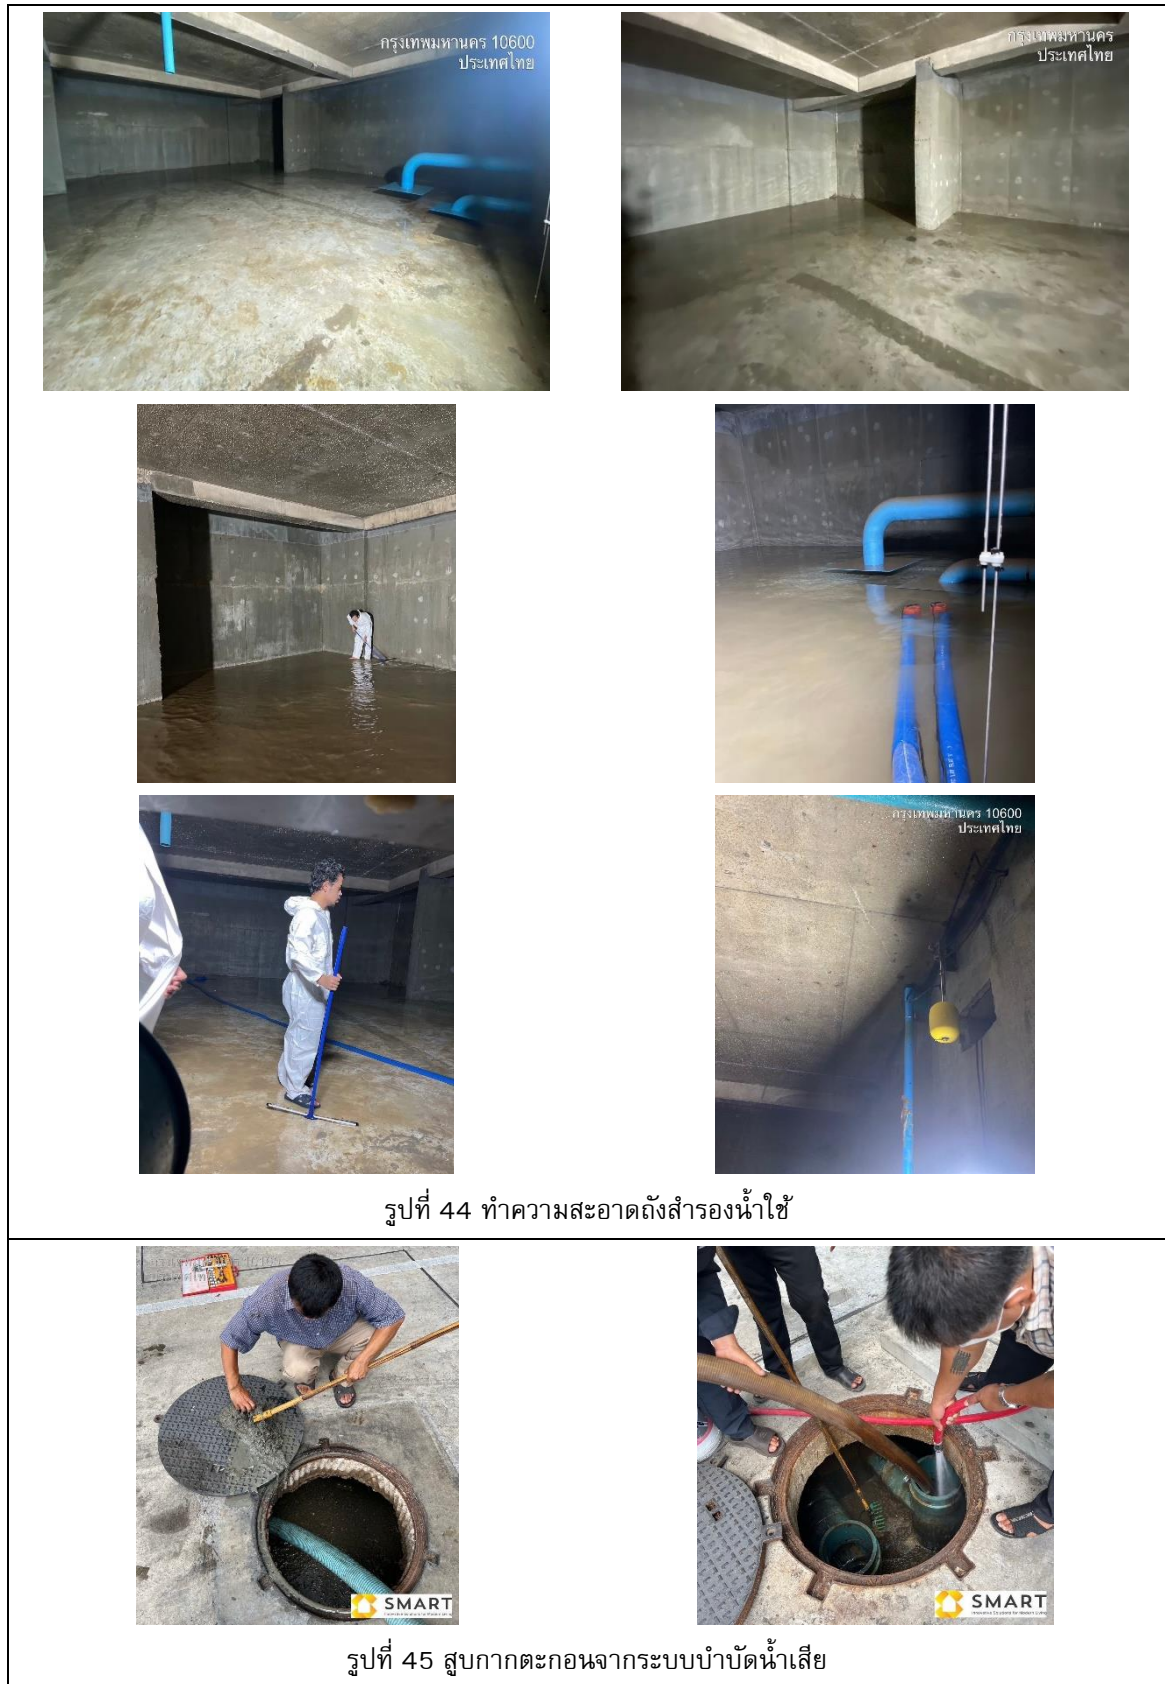 กรุงเทพมหานคร 10600
ประเทศไทย
กรุงเทพมหานคร
ประเทศไทย
กรุงเทพมหานคร 10600
ประเทศไทย
รูปที่ 44 ทำความสะอาดถังสำรองน้ำใช้
SMART
SMART
Innovative Solutions for Modern Living
รูปที่ 45 สูบกากตะกอนจากระบบบำบัดน้ำเสีย